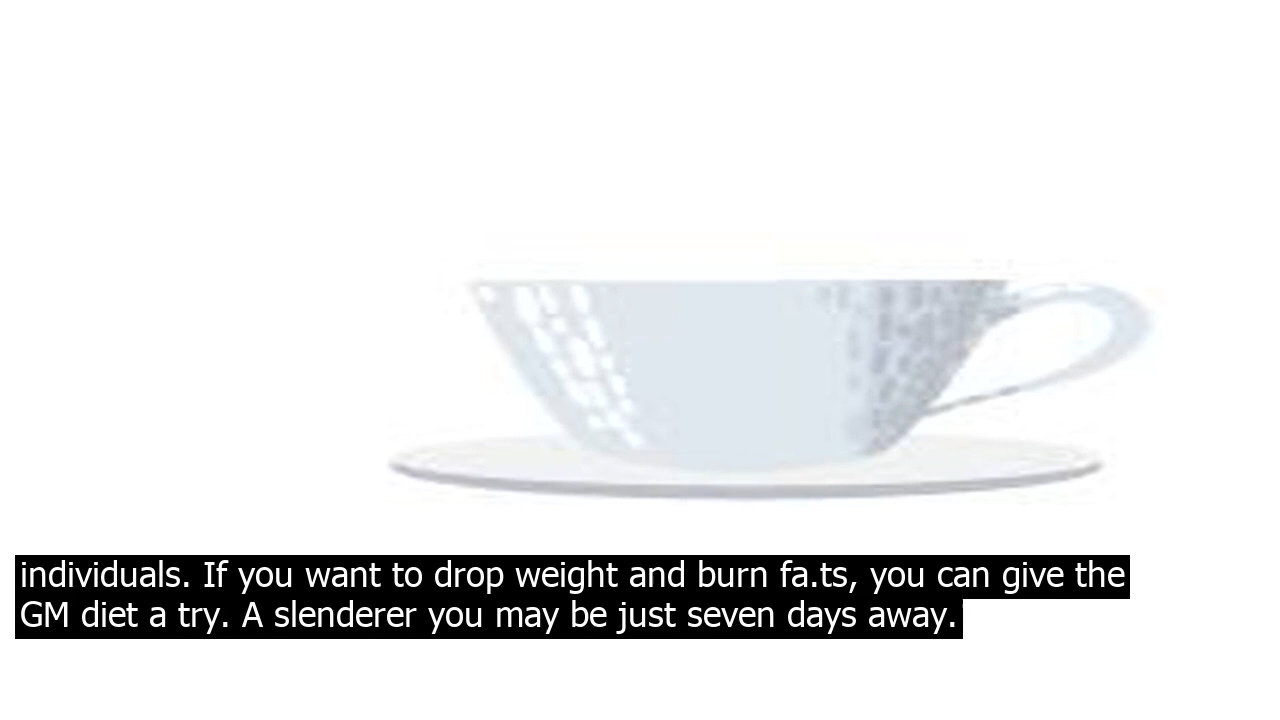 individuals. If you want to drop weight and burn fa.ts, you can give the
GM diet a try. A slenderer you may be just seven days away.